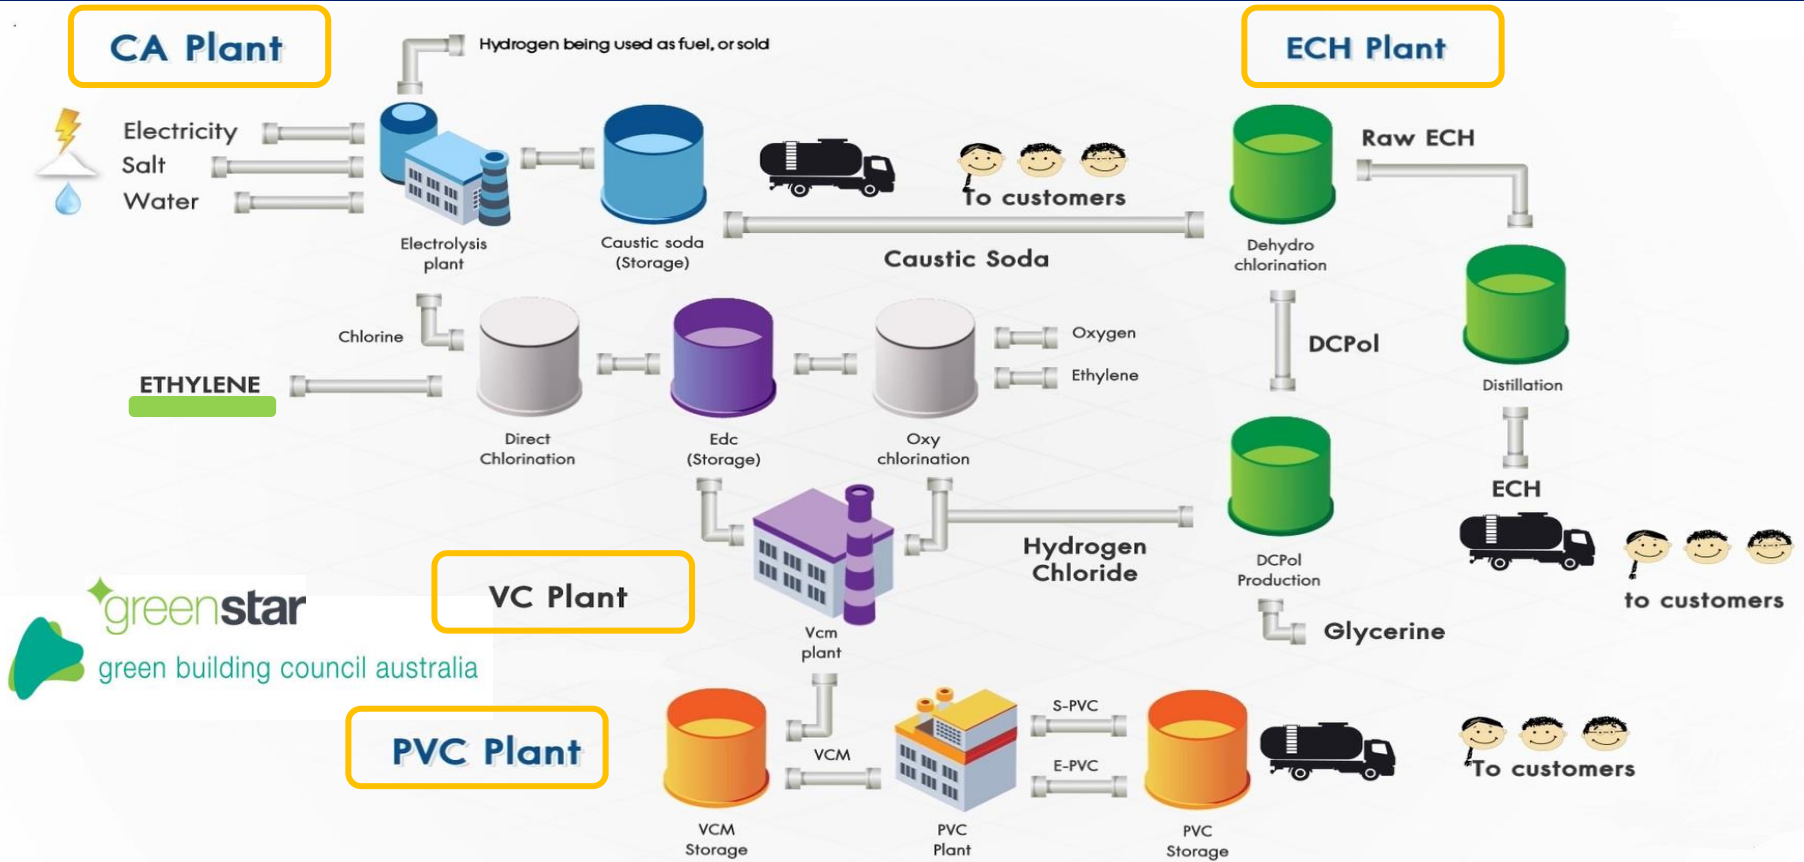 CA Plant
Hydrogen being used as fuel, or sold
ECH Plant
Electricity
Salt
Water
Electrolysis
plant
Caustic soda
(Storage)
To customers
Caustic Soda
Dehydro
chlorination
Raw ECH
Distillation
Chlorine
ETHYLENE
Direct
Chlorination
Edc
(Storage)
Oxy
chlorination
Oxygen
Ethylene
DCPol
ECH
to customers
Hydrogen
Chloride
DCPol
Production
Glycerine
VC Plant
Vcm
plant
greenstar
green building council australia
PVC Plant
VCM
Storage
VCM
PVC
Plant
S-PVC
E-PVC
PVC
Storage
To customers